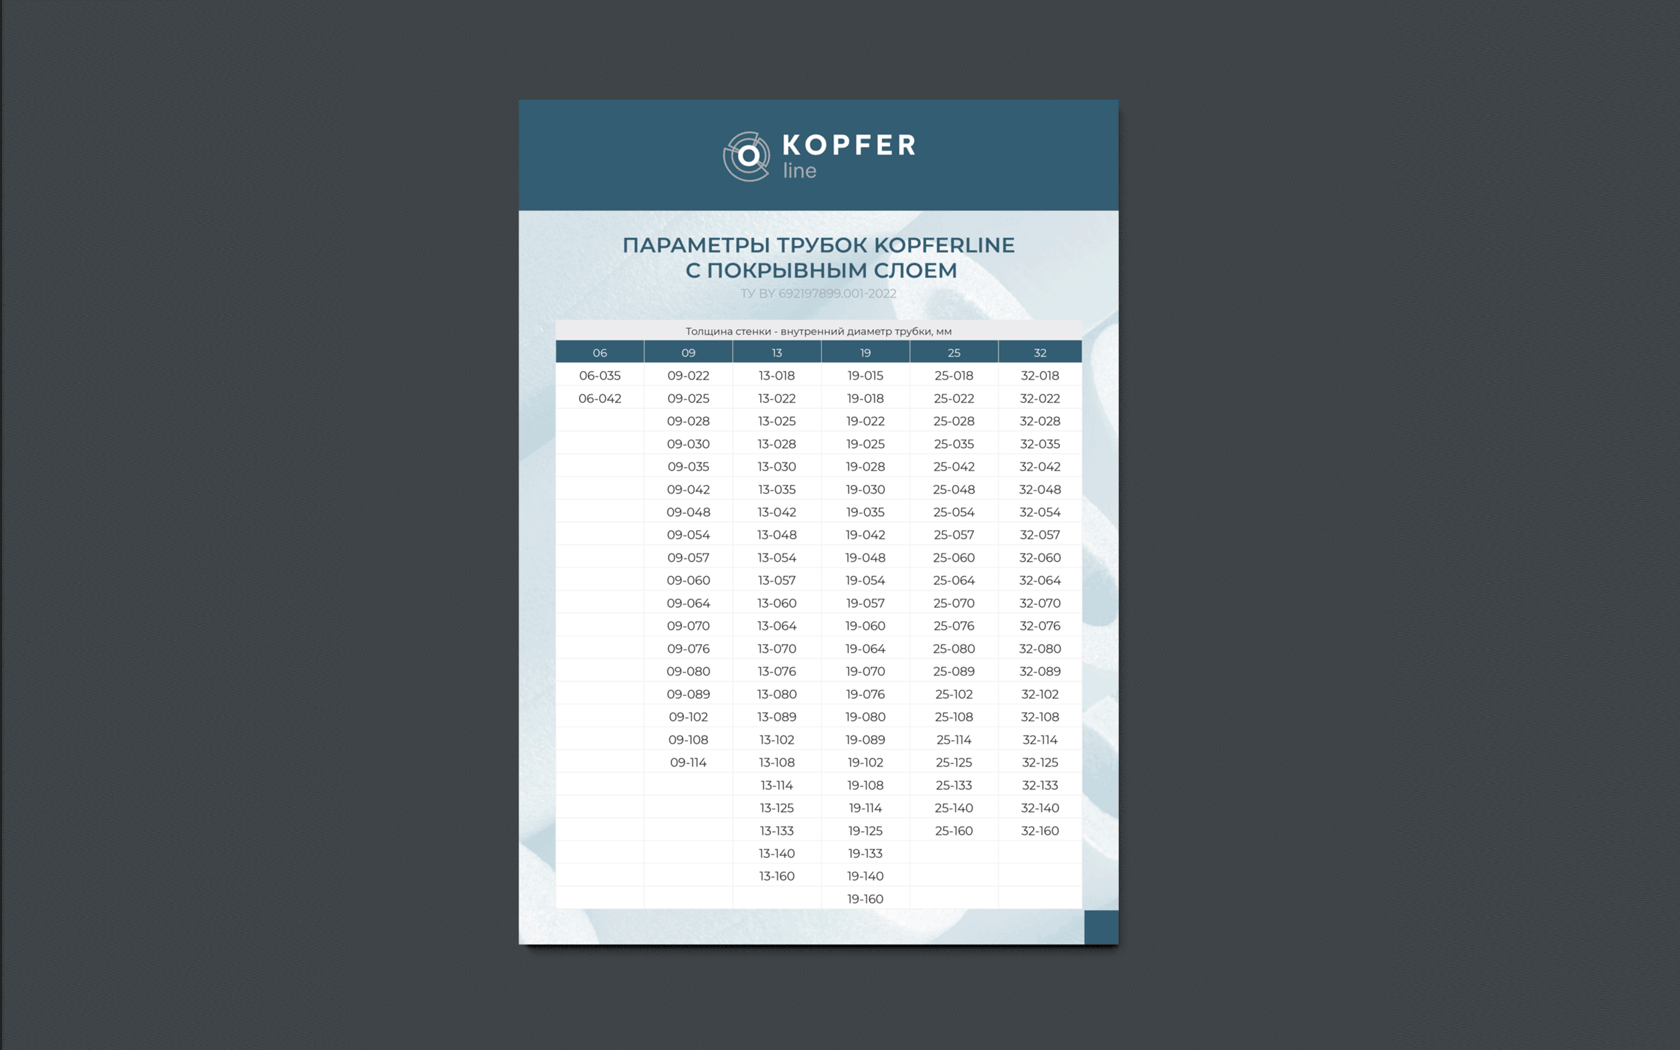 KOPFER
line
ПАРАМЕТРЫ ТРУБОК KOPFERLINE
С ПОКРЫВНЫМ СЛОЕМ
ТУ BY 692197899.001-2022
Толщина стенки - внутренний диаметр трубки, мм
06 09 13 19 25 32
06-035 09-022 13-018 19-015 25-018 32-018
06-042 09-025 13-022 19-018 25-022 32-022
09-028 13-025 19-022 25-028 32-028
09-030 13-028 19-025 25-035 32-035
09-035 13-030 19-028 25-042 32-042
09-042 13-035 19-030 25-048 32-048
09-048 13-042 19-035 25-054 32-054
09-054 13-048 19-042 25-057 32-057
09-057 13-054 19-048 25-060 32-060
09-060 13-057 19-054 25-064 32-064
09-064 13-060 19-057 25-070 32-070
09-070 13-064 19-060 25-076 32-076
09-076 13-070 19-064 25-080 32-080
09-080 13-076 19-070 25-089 32-089
09-089 13-080 19-076 25-102 32-102
09-102 13-089 19-080 25-108 32-108
09-108 13-102 19-089 25-114 32-114
09-114 13-108 19-102 25-125 32-125
13-114 19-108 25-133 32-133
13-125 19-114 25-140 32-140
13-133 19-125 25-160 32-160
13-140 19-133
13-160 19-140
19-160